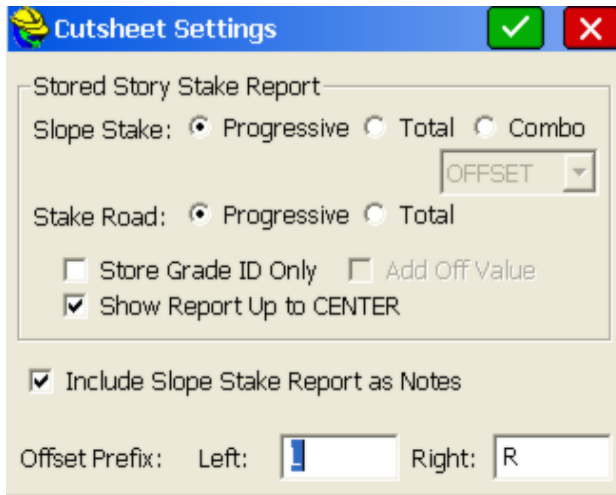 Cutsheet Settings
Stored Story Stake Report
Slope Stake: Progressive Total Combo
OFFSET
Stake Road: Progressive Total
Store Grade ID Only Add Off Value
Show Report Up to CENTER
Include Slope Stake Report as Notes
Offset Prefix: Left: L Right: R